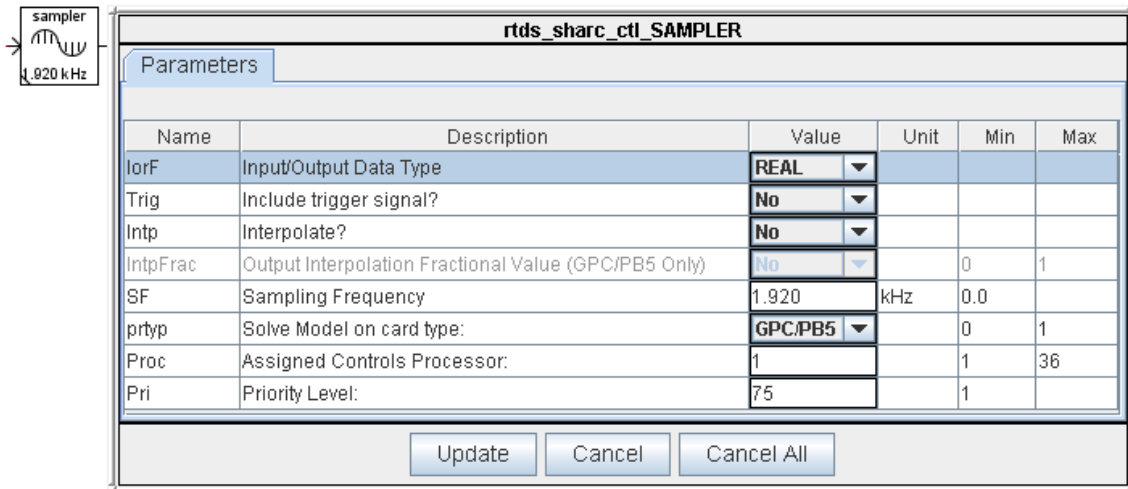 sampler
1.920 kHz
rtds_sharc_ctl_SAMPLER
Parameters
Name Description Value Unit Min Max
IorF Input/Output Data Type REAL
Trig Include trigger signal? No
Intp Interpolate? No
IntpFrac Output Interpolation Fractional Value (GPC/PB5 Only) No 0 1
SF Sampling Frequency 1.920 kHz 0.0
prtyp Solve Model on card type: GPC/PB5 0 1
Proc Assigned Controls Processor: 1 1 36
Pri Priority Level: 75 1
Update Cancel Cancel All